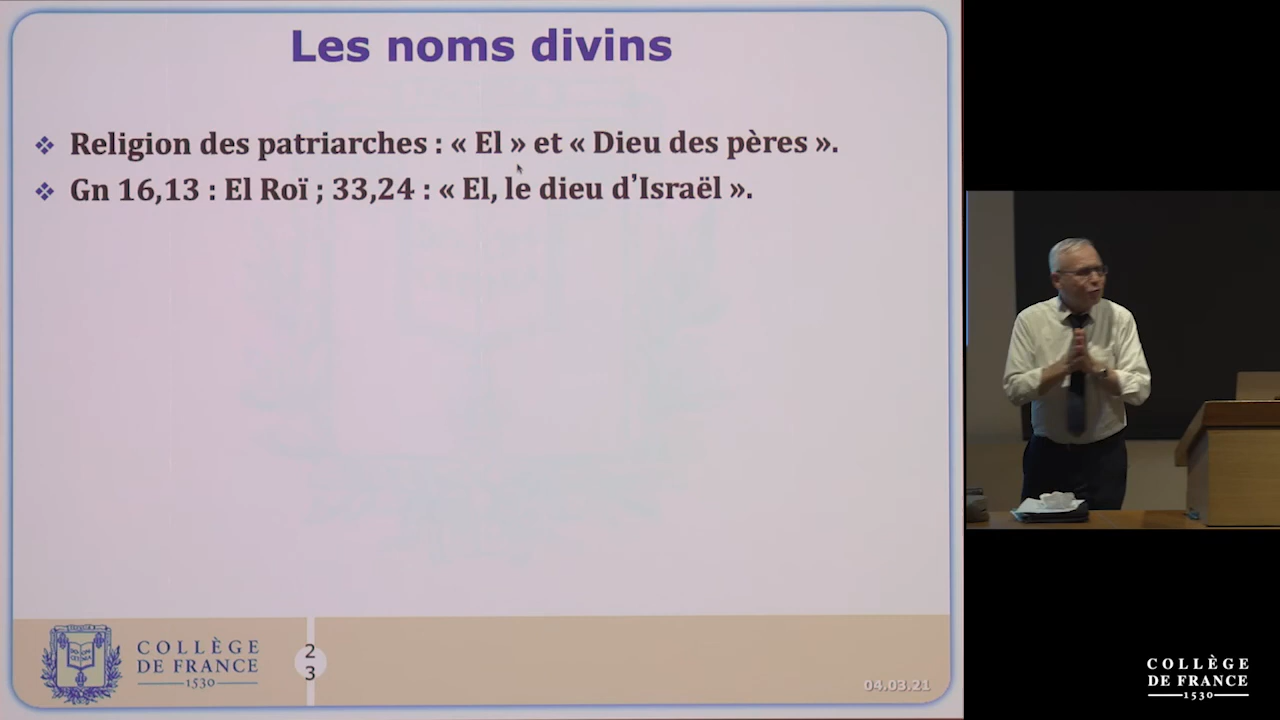 Les noms divins
Religion des patriarches : « El » et « Dieu des pères ».
Gn 16,13 : El Roï ; 33,24 : « El, le dieu d’Israël ».
COLLÈGE
DE FRANCE
1530
2
3
04.03.21
COLLÈGE
DE FRANCE
1530